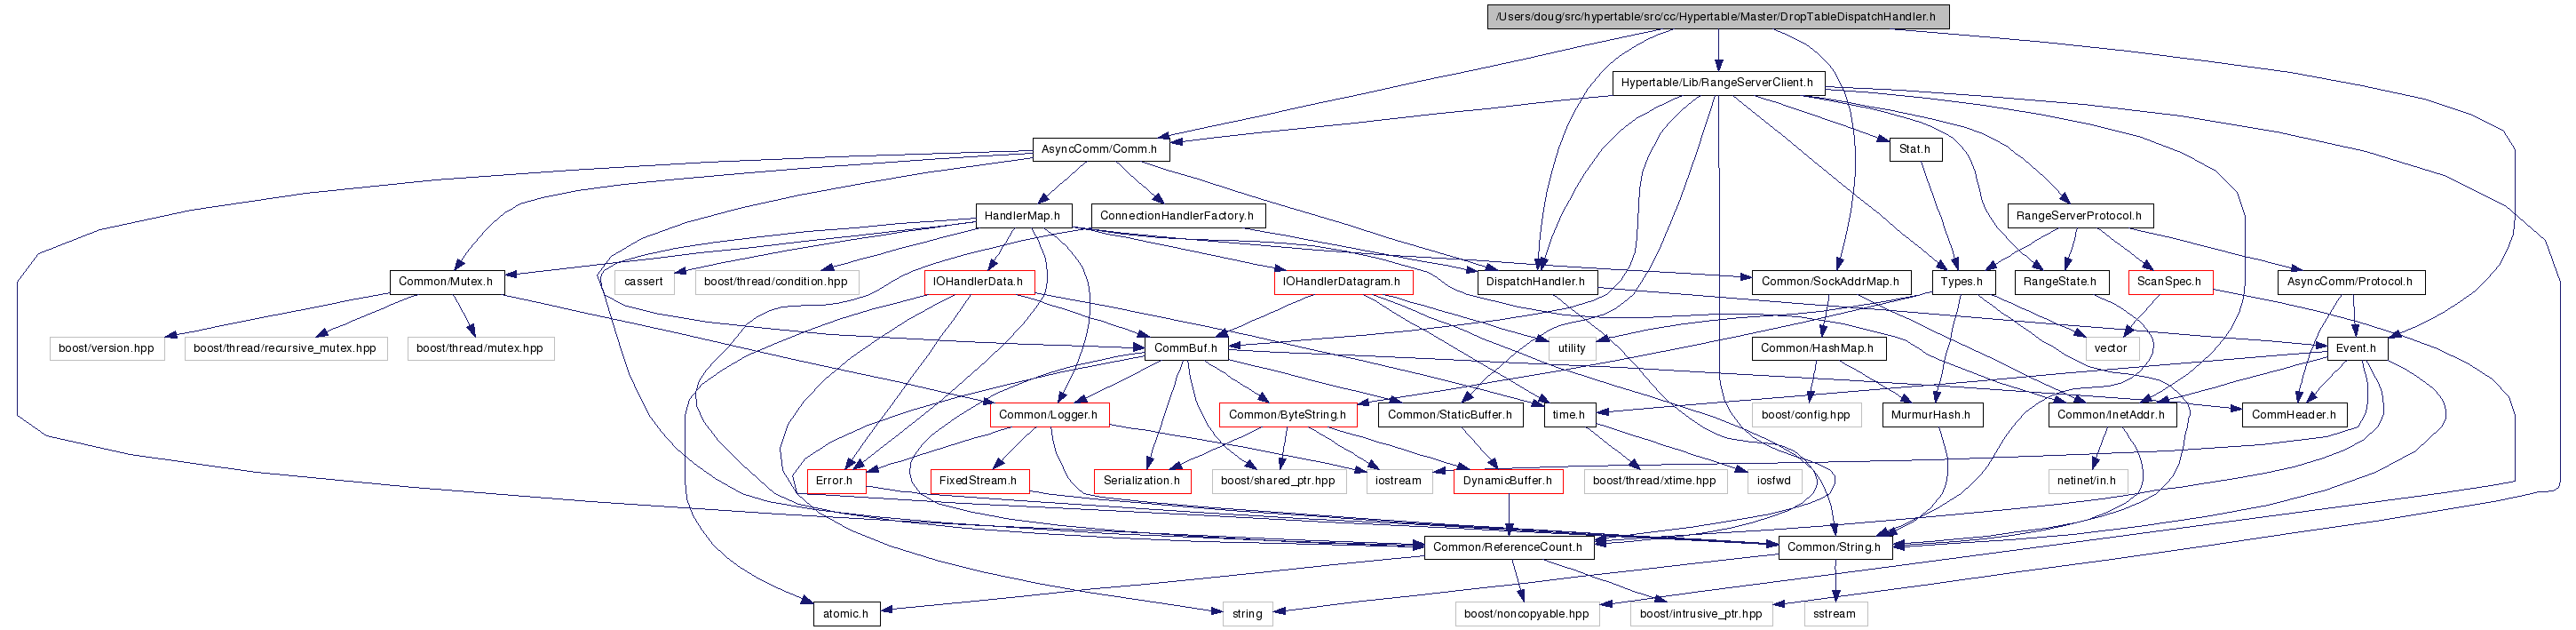 /Users/doug/src/hypertable/src/cc/Hypertable/Master/DropTableDispatchHandler.h
Hypertable/Lib/RangeServerClient.h
AsyncComm/Comm.h
Stat.h
HandlerMap.h
ConnectionHandlerFactory.h
RangeServerProtocol.h
Common/Mutex.h
cassert
boost/thread/condition.hpp
IOHandlerData.h
IOHandlerDatagram.h
DispatchHandler.h
Common/SockAddrMap.h
Types.h
RangeState.h
ScanSpec.h
AsyncComm/Protocol.h
boost/version.hpp
boost/thread/recursive_mutex.hpp
boost/thread/mutex.hpp
CommBuf.h
utility
Common/HashMap.h
vector
Event.h
Common/Logger.h
Common/ByteString.h
time.h
Common/StaticBuffer.h
boost/config.hpp
MurmurHash.h
Common/InetAddr.h
CommHeader.h
Error.h
FixedStream.h
Serialization.h
boost/shared_ptr.hpp
iostream
DynamicBuffer.h
boost/thread/xtime.hpp
iosfwd
netinet/in.h
Common/ReferenceCount.h
Common/String.h
atomic.h
string
boost/noncopyable.hpp
boost/intrusive_ptr.hpp
sstream